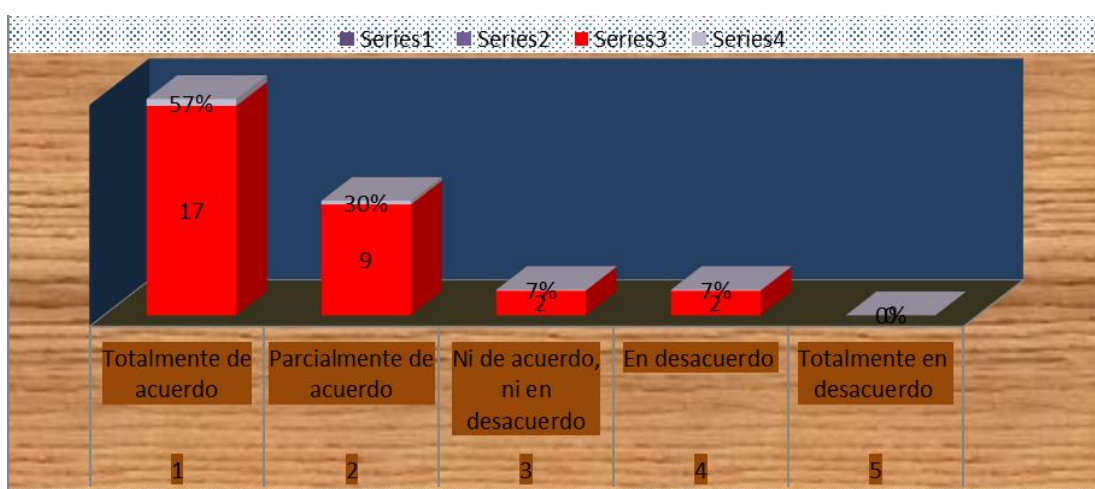 Series1 Series2 Series3 Series4
57%
17
30%
9
7%
2
7%
2
0%
0
Totalmente de
acuerdo
Parcialmente de
acuerdo
Ni de acuerdo,
ni en
desacuerdo
En desacuerdo
Totalmente en
desacuerdo
1 2 3 4 5